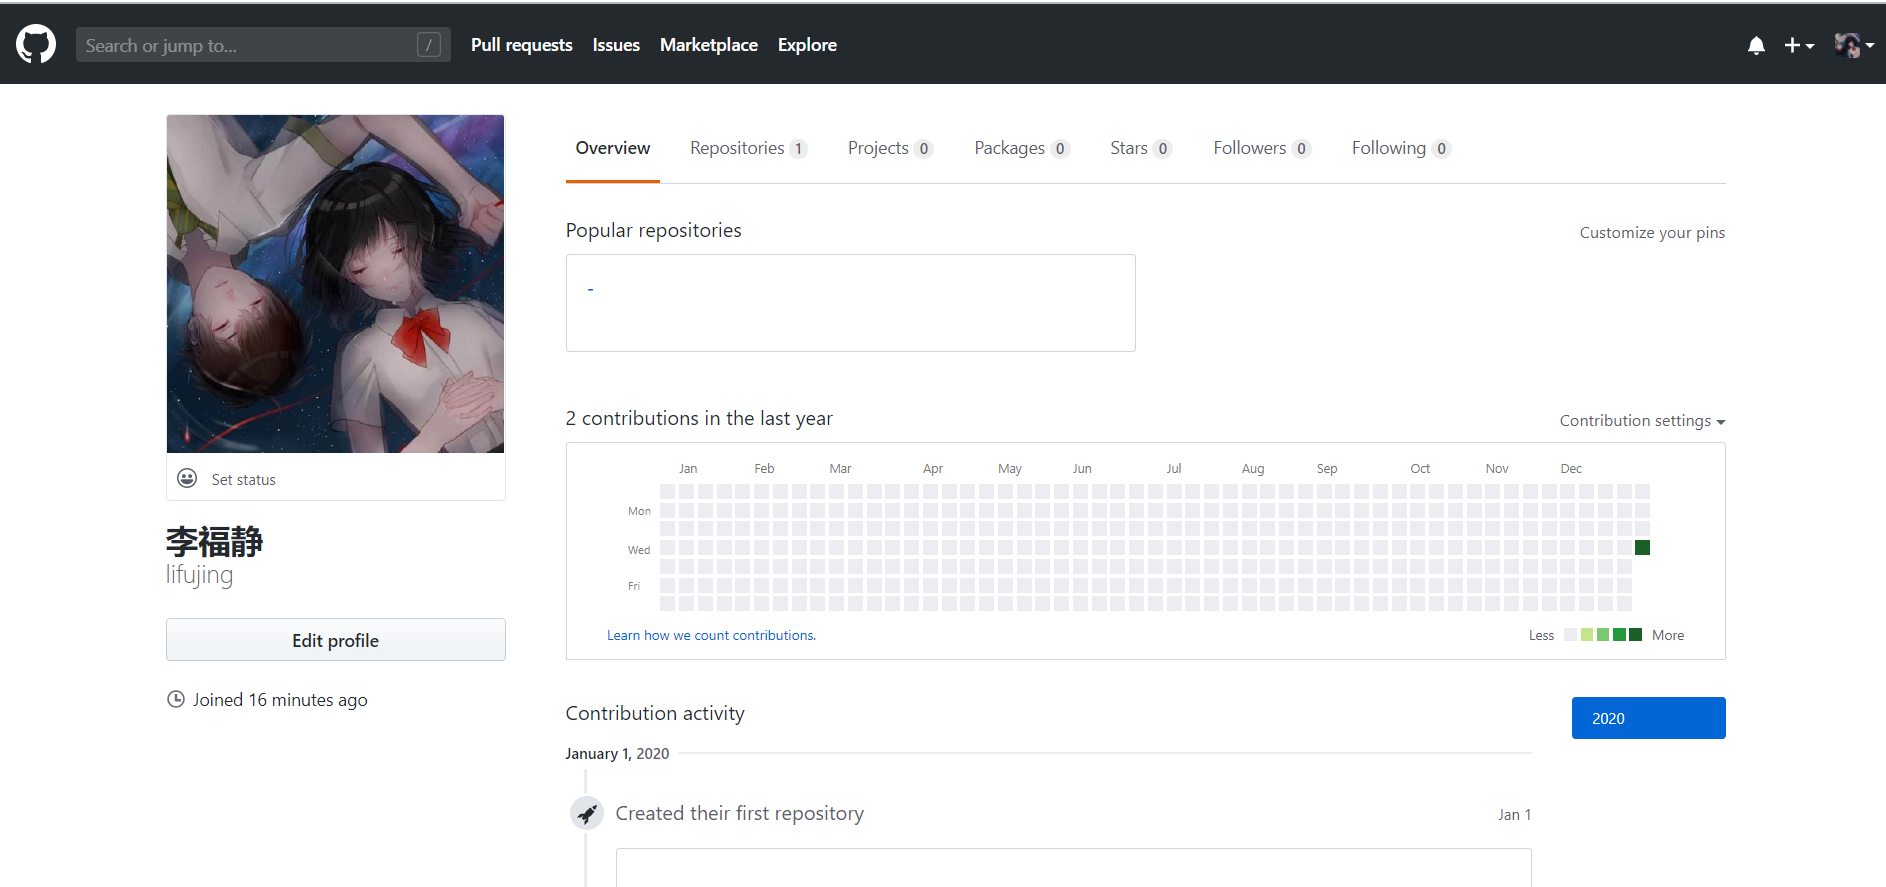 Search or jump to... / Pull requests Issues Marketplace Explore
Overview Repositories 1 Projects 0 Packages 0 Stars 0 Followers 0 Following 0
Popular repositories Customize your pins
-
2 contributions in the last year Contribution settings
Jan Feb Mar Apr May Jun Jul Aug Sep Oct Nov Dec
Mon
Wed
Fri
Learn how we count contributions. Less More
Set status
李福静
lifujing
Edit profile
Joined 16 minutes ago
Contribution activity 2020
January 1, 2020
Created their first repository Jan 1